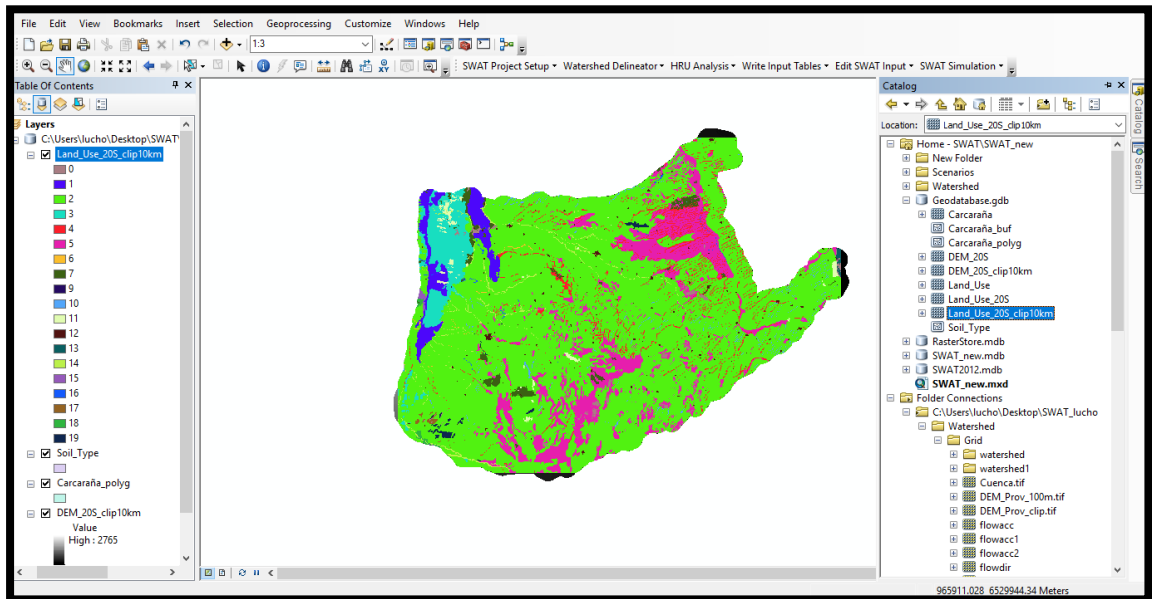 File Edit View Bookmarks Insert Selection Geoprocessing Customize Windows Help
1:3
SWAT Project Setup Watershed Delineator HRU Analysis Write Input Tables Edit SWAT Input SWAT Simulation
Table Of Contents
Layers
C:\Users\lucho\Desktop\SWAT
Land_Use_20S_clip10km
0
1
2
3
4
5
6
7
9
10
11
12
13
14
15
16
17
18
19
Soil_Type
Carcaraña_polyg
DEM_20S_clip10km
Value
High : 2765
Catalog
Location: Land_Use_20S_clip10km
Home - SWAT\SWAT_new
New Folder
Scenarios
Watershed
Geodatabase.gdb
Carcaraña
Carcaraña_buf
Carcaraña_polyg
DEM_20S
DEM_20S_clip10km
Land_Use
Land_Use_20S
Land_Use_20S_clip10km
Soil_Type
RasterStore.mdb
SWAT_new.mdb
SWAT2012.mdb
SWAT_new.mxd
Folder Connections
C:\Users\lucho\Desktop\SWAT_lucho
Watershed
Grid
watershed
watershed1
Cuenca.tif
DEM_Prov_100m.tif
DEM_Prov_clip.tif
flowacc
flowacc1
flowacc2
flowdir
Catalog
Search
965911.028 6529944.34 Meters